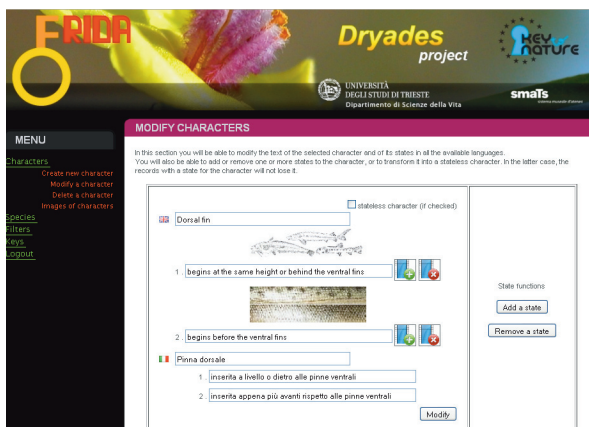 FRIDA
Dryades
project
KEY to nature
UNIVERSITÀ
DEGLI STUDI DI TRIESTE
Dipartimento di Scienze della Vita
smaTs
MENU
Characters
Create new character
Modify a character
Delete a character
Images of characters
Species
Filters
Keys
Logout
MODIFY CHARACTERS
In this section you will be able to modify the text of the selected character and of its states in all the available languages.
You will also be able to add or remove one or more states to the character, or to transform it into a stateless character. In the latter case, the
records with a state for the character will not lose it.
stateless character (if checked)
Dorsal fin
1 . begins at the same height or behind the ventral fins
2 . begins before the ventral fins
Pinna dorsale
1 . inserita a livello o dietro alle pinne ventrali
2 . inserita appena più avanti rispetto alle pinne ventrali
Modify
State functions
Add a state
Remove a state